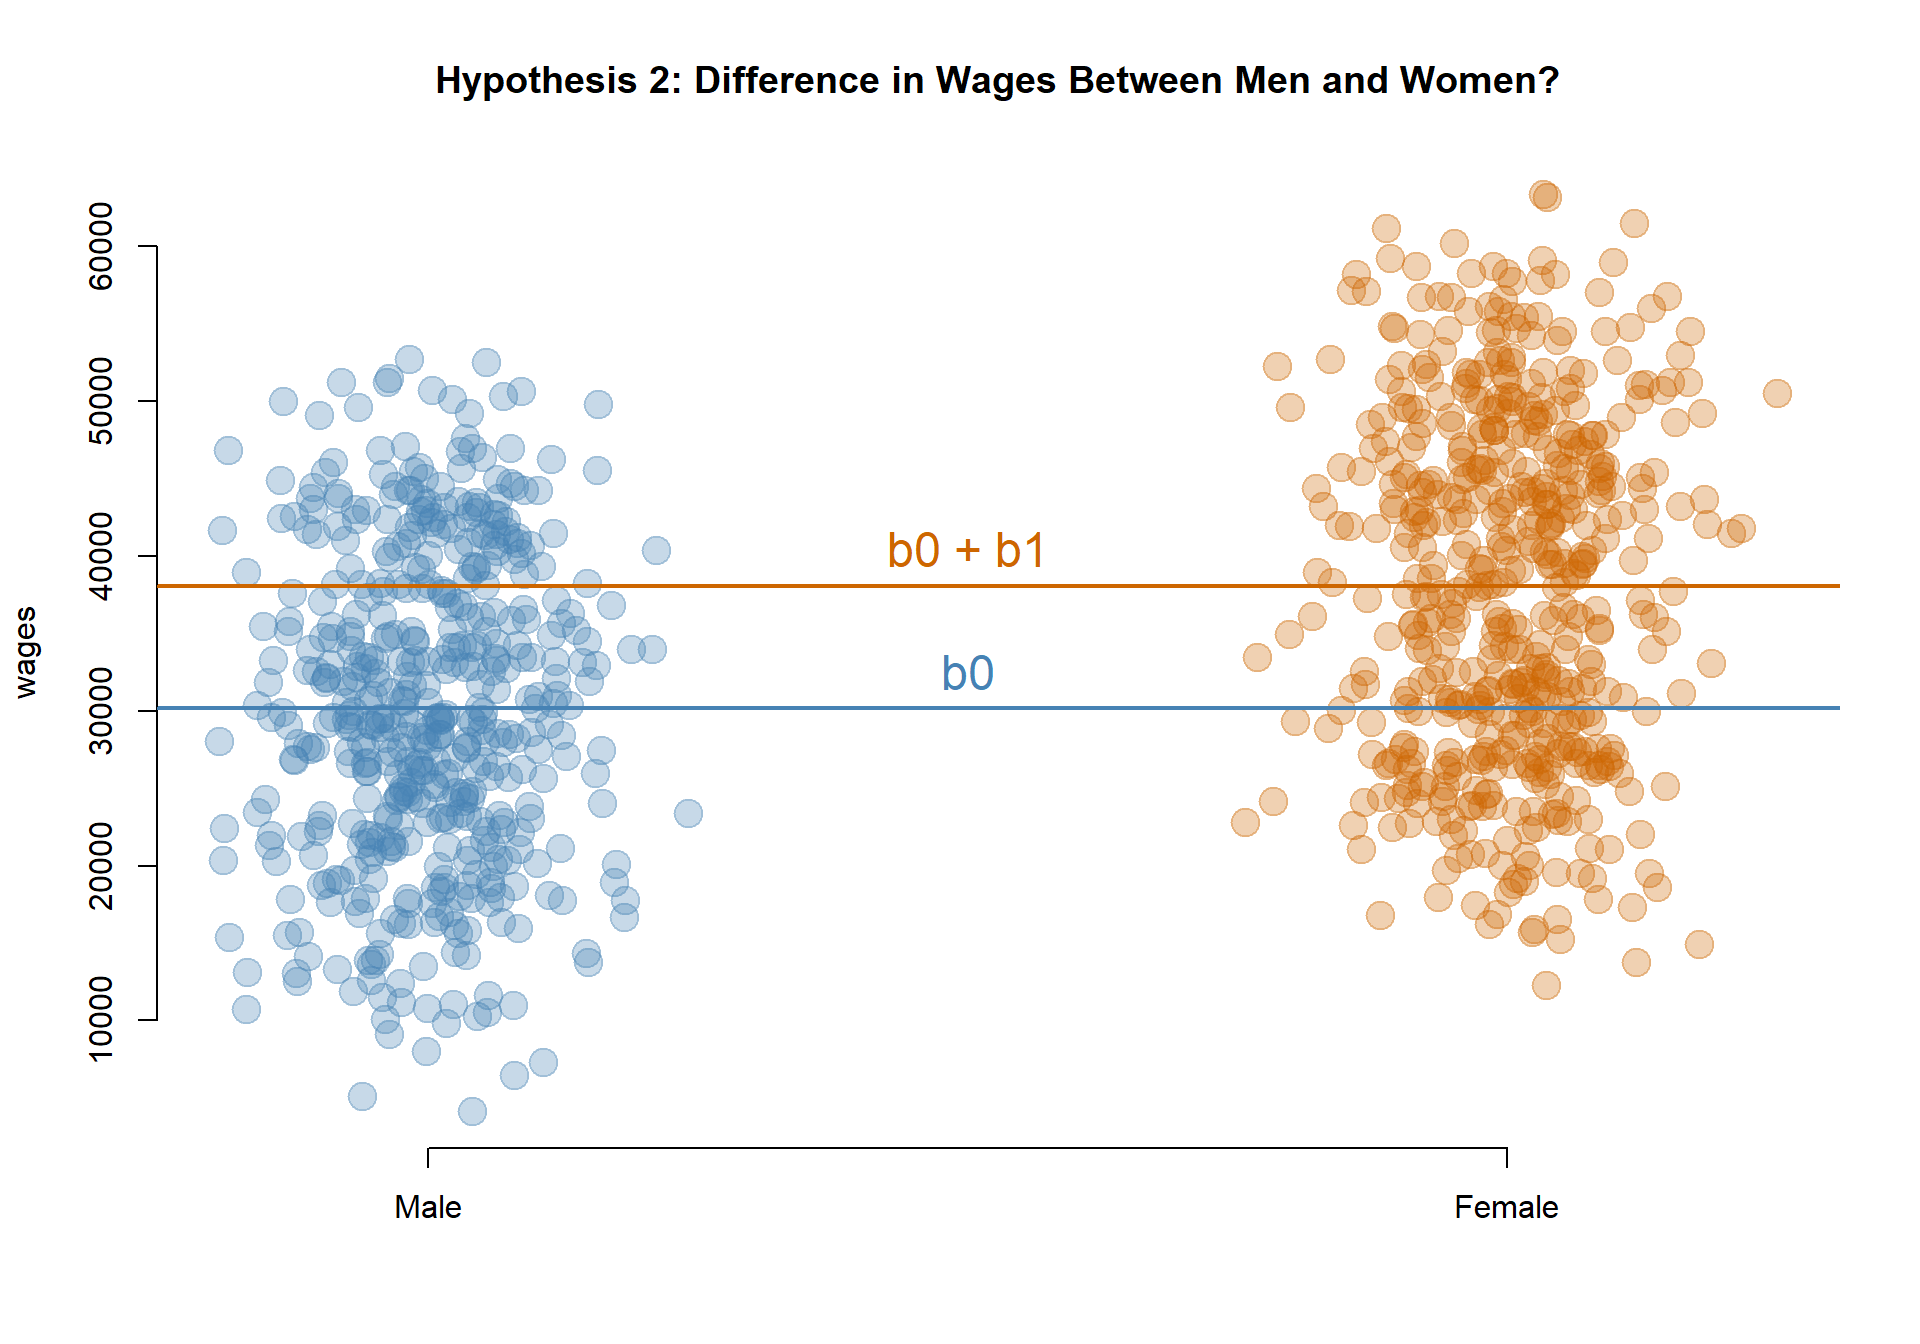 Hypothesis 2: Difference in Wages Between Men and Women?
60000
50000
40000
30000
20000
10000
wages
b0 + b1
b0
Male Female